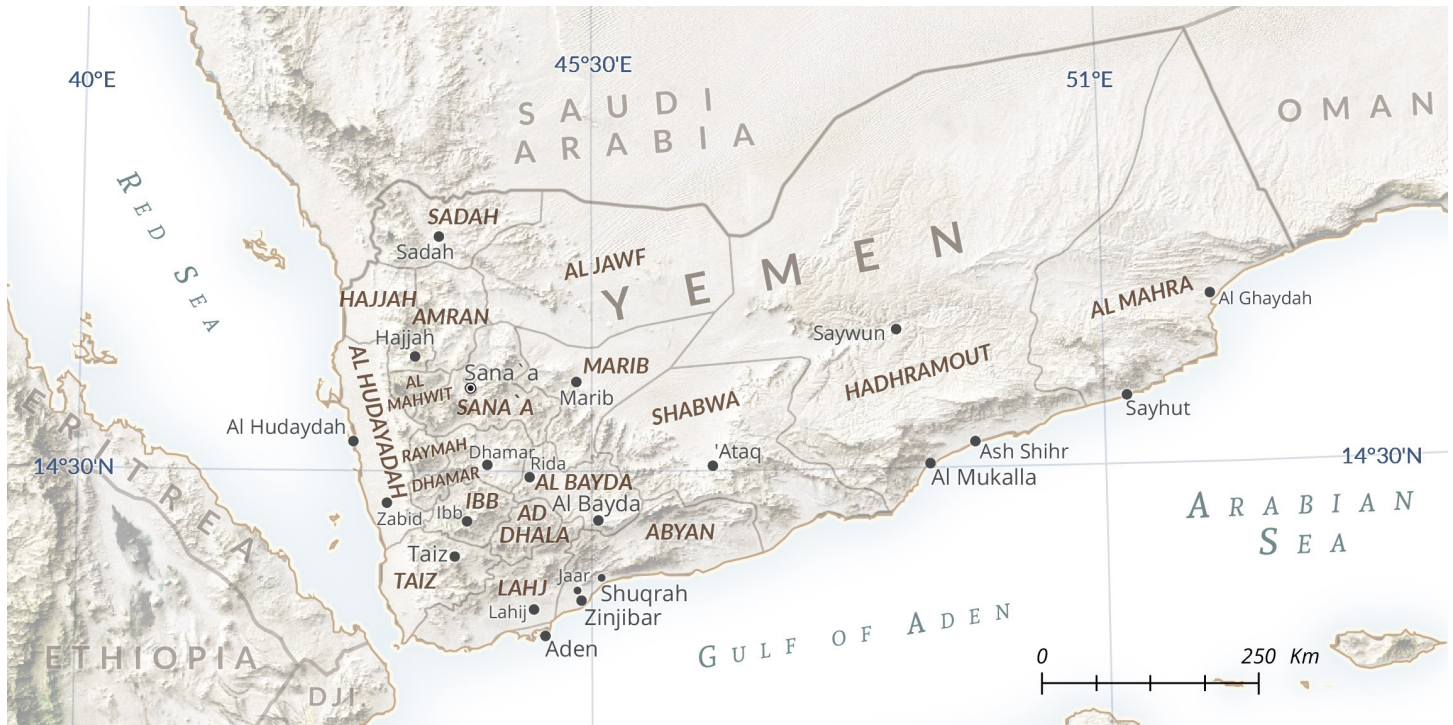 40°E
45°30'E
51°E
SAUDI
ARABIA
OMAN
RED SEA
SADAH
Sadah
AL JAWF
YEMEN
HAJJAH
AMRAN
Hajjah
AL MAHRA
Al Ghaydah
Saywun
AL
MAHWIT
Sana`a
SANA`A
MARIB
Marib
HADHRAMOUT
AL HUDAYADAH
SHABWA
Sayhut
Al Hudaydah
RAYMAH
Dhamar
Rida
'Ataq
Ash Shihr
14°30'N
14°30'N
DHAMAR
AL BAYDA
Al Mukalla
ERITREA
Zabid
Ibb
IBB
AD
DHALA
Al Bayda
ABYAN
ARABIAN
SEA
Taiz
TAIZ
LAHJ
Jaar
Shuqrah
Lahij
Zinjibar
Aden
GULF OF ADEN
ETHIOPIA
DJI.
0 250 Km